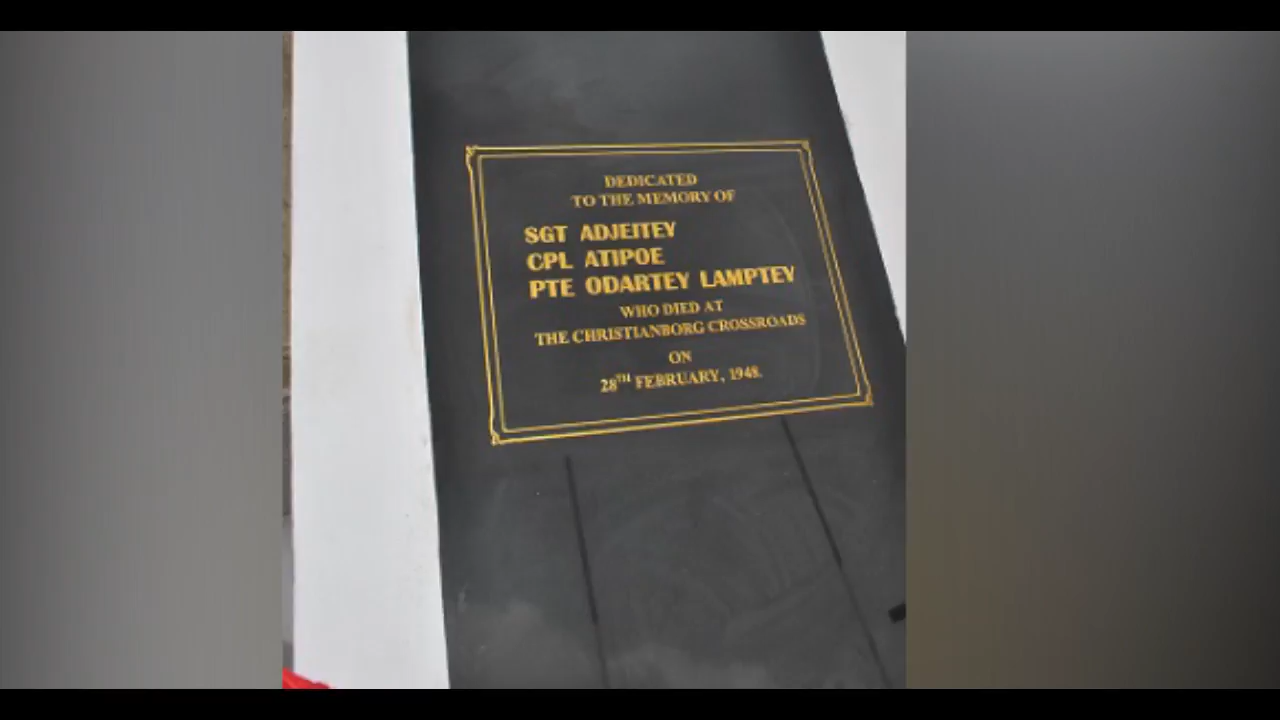 DEDICATED
TO THE MEMORY OF
SGT ADJEITEY
CPL ATIPOE
PTE ODARTEY LAMPTEY
WHO DIED AT
THE CHRISTIANBORG CROSSROADS
ON
28TH FEBRUARY, 1948.